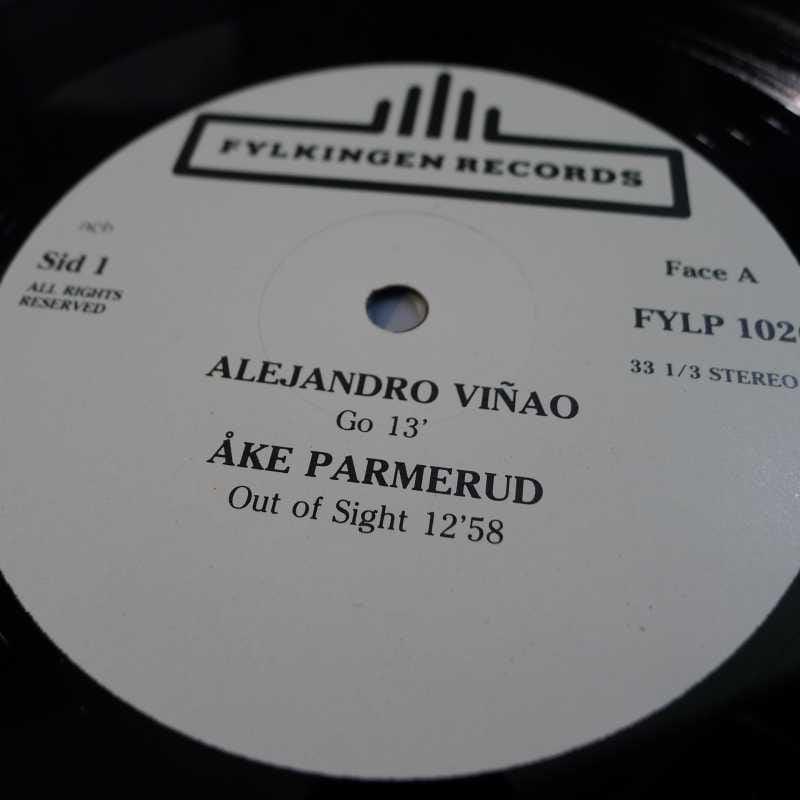 FYLKINGEN RECORDS
ncb
Sid 1
ALL RIGHTS
RESERVED
Face A
FYLP 102
33 1/3 STEREO
ALEJANDRO VIÑAO
Go 13'
ÅKE PARMERUD
Out of Sight 12'58